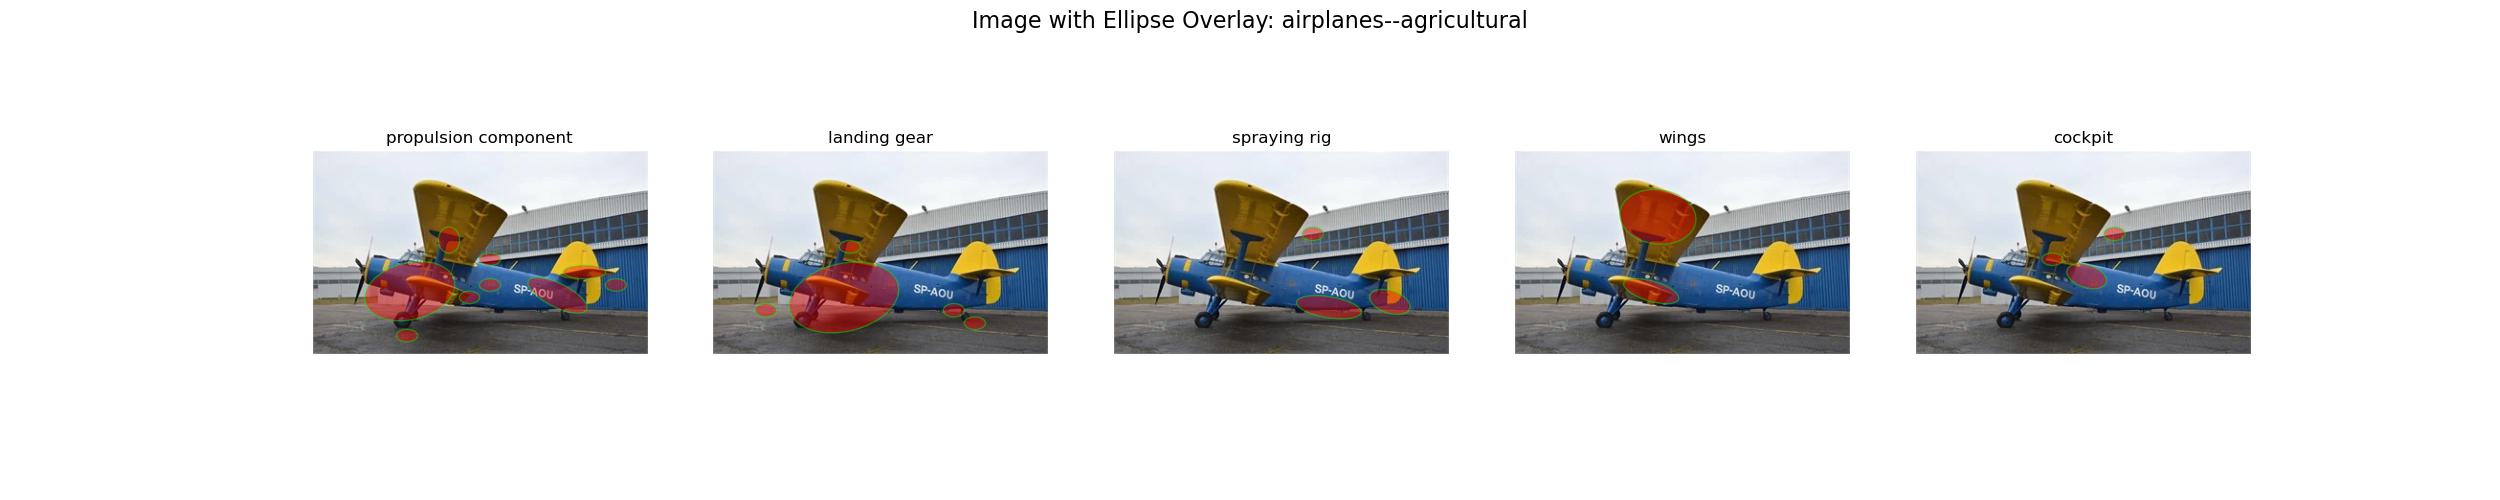 Image with Ellipse Overlay: airplanes--agricultural
propulsion component
landing gear
spraying rig
wings
cockpit
SP-AOU
SP-AOU
SP-AOU
SP-AOU
SP-AOU